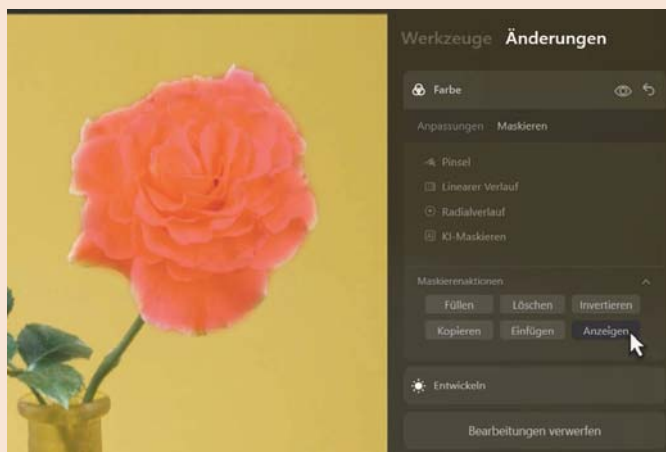 Werkzeuge Änderungen
Farbe
Anpassungen Maskieren
Pinsel
Linearer Verlauf
Radialverlauf
KI-Maskieren
Maskierenaktionen
Füllen Löschen Invertieren
Kopieren Einfügen Anzeigen
Entwickeln
Bearbeitungen verwerfen